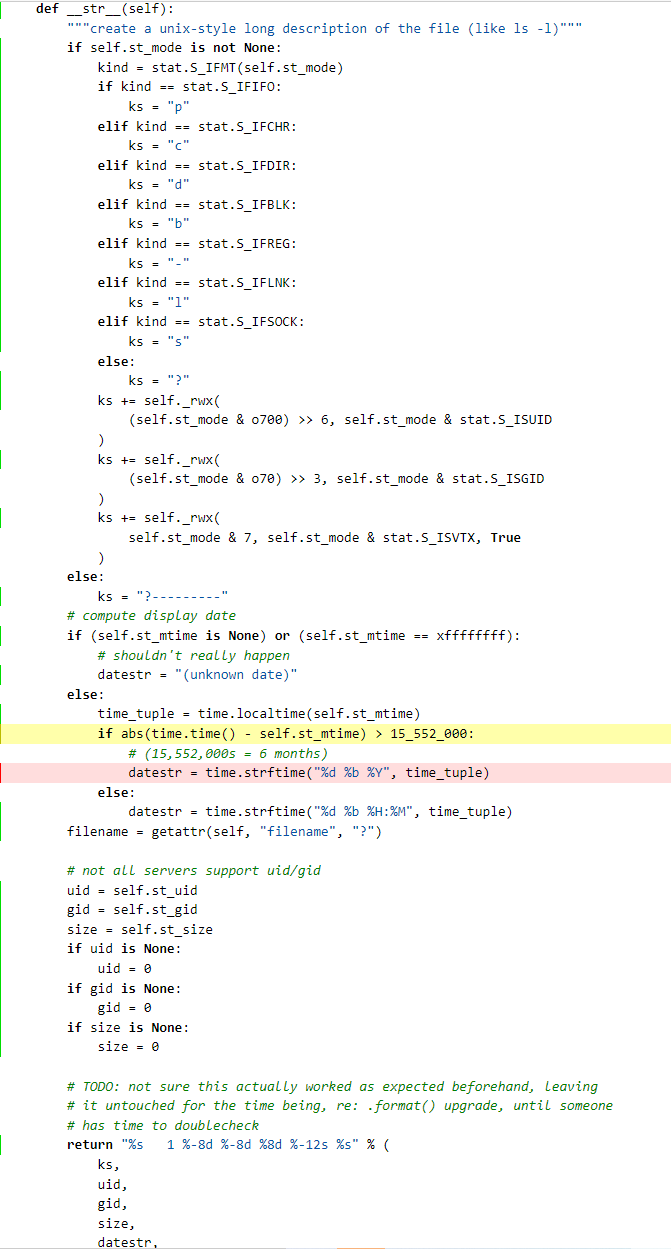 def __str__(self):
    """create a unix-style long description of the file (like ls -l)"""
    if self.st_mode is not None:
        kind = stat.S_IFMT(self.st_mode)
        if kind == stat.S_IFIFO:
            ks = "p"
        elif kind == stat.S_IFCHR:
            ks = "c"
        elif kind == stat.S_IFDIR:
            ks = "d"
        elif kind == stat.S_IFBLK:
            ks = "b"
        elif kind == stat.S_IFREG:
            ks = "-"
        elif kind == stat.S_IFLNK:
            ks = "l"
        elif kind == stat.S_IFSOCK:
            ks = "s"
        else:
            ks = "?"
        ks += self._rwx(
            (self.st_mode & o700) >> 6, self.st_mode & stat.S_ISUID
        )
        ks += self._rwx(
            (self.st_mode & o70) >> 3, self.st_mode & stat.S_ISGID
        )
        ks += self._rwx(
            self.st_mode & 7, self.st_mode & stat.S_ISVTX, True
        )
    else:
        ks = "?---------"
    # compute display date
    if (self.st_mtime is None) or (self.st_mtime == xffffffff):
        # shouldn't really happen
        datestr = "(unknown date)"
    else:
        time_tuple = time.localtime(self.st_mtime)
        if abs(time.time() - self.st_mtime) > 15_552_000:
            # (15,552,000s = 6 months)
            datestr = time.strftime("%d %b %Y", time_tuple)
        else:
            datestr = time.strftime("%d %b %H:%M", time_tuple)
    filename = getattr(self, "filename", "?")

    # not all servers support uid/gid
    uid = self.st_uid
    gid = self.st_gid
    size = self.st_size
    if uid is None:
        uid = 0
    if gid is None:
        gid = 0
    if size is None:
        size = 0

    # TODO: not sure this actually worked as expected beforehand, leaving
    # it untouched for the time being, re: .format() upgrade, until someone
    # has time to doublecheck
    return "%s   1 %-8d %-8d %8d %-12s %s" % (
        ks,
        uid,
        gid,
        size,
        datestr,